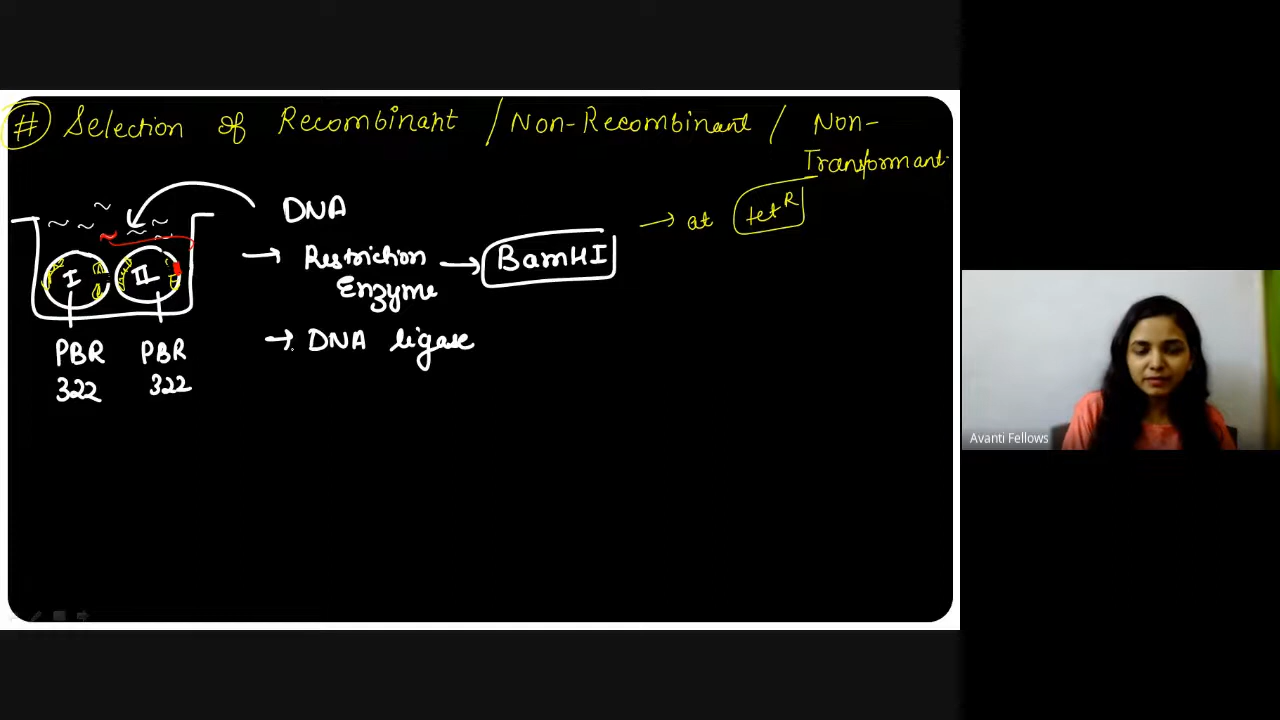 # Selection of Recombinant / Non-Recombinant / Non-
Transformant
DNA
→ at tetR
→ Restriction → BamHI
Enzyme
I II
→ DNA ligase
PBR PBR
322 322
Avanti Fellows